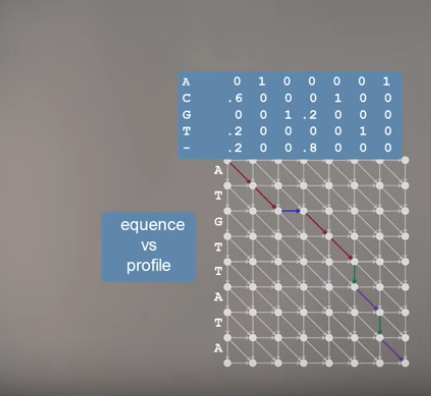 A 0 1 0 0 0 0 1
C .6 0 0 0 1 0 0
G 0 0 1 .2 0 0 0
T .2 0 0 0 0 1 0
- .2 0 0 .8 0 0 0
A
T
G
T
T
A
T
A
equence
vs
profile